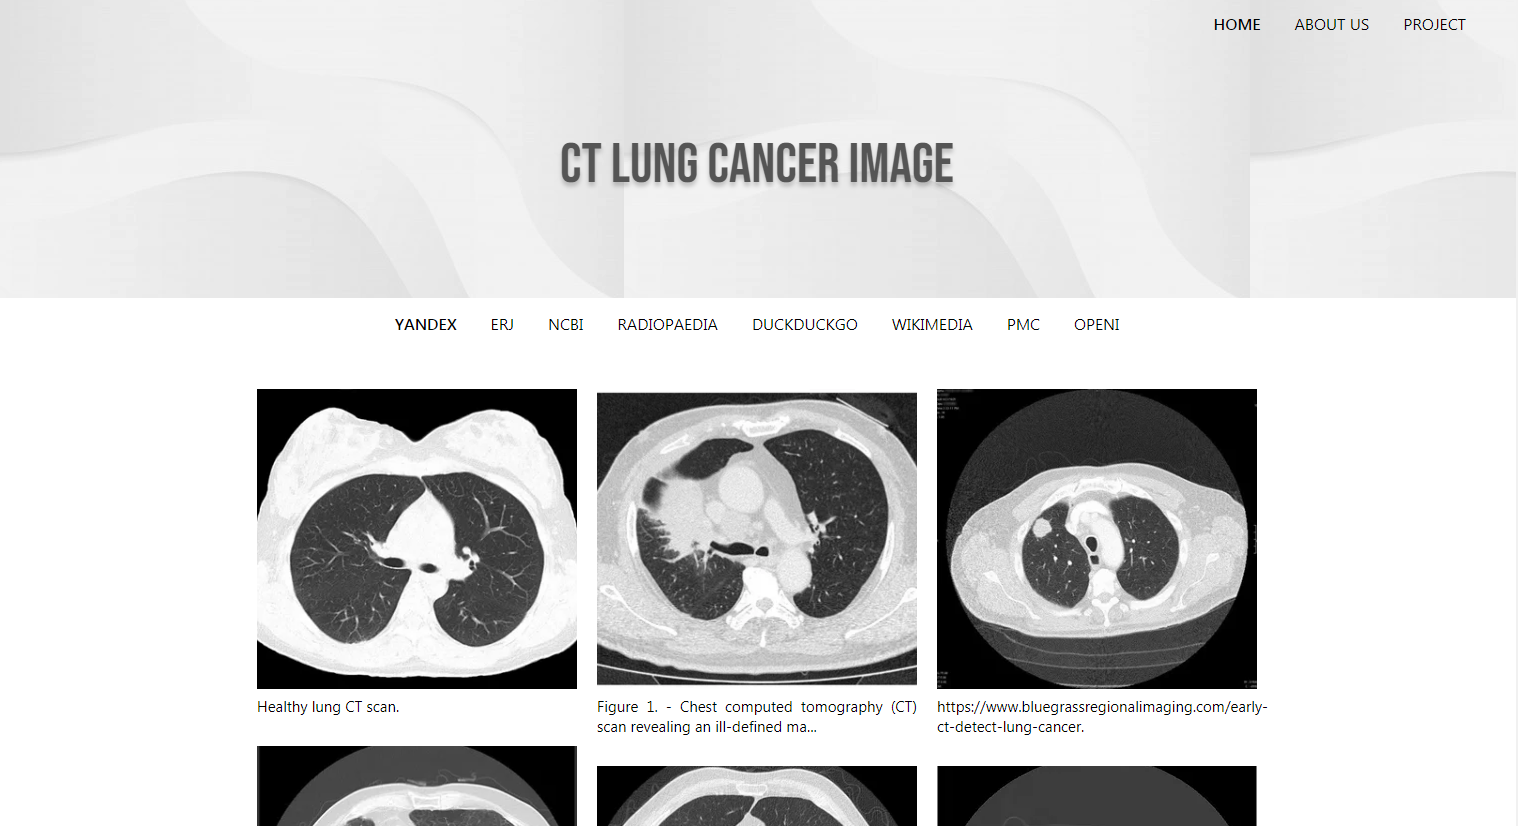 HOME ABOUT US PROJECT
CT LUNG CANCER IMAGE
YANDEX ERJ NCBI RADIOPAEDIA DUCKDUCKGO WIKIMEDIA PMC OPENI
Healthy lung CT scan.
Figure 1. - Chest computed tomography (CT)
scan revealing an ill-defined ma...
https://www.bluegrassregionalimaging.com/early-
ct-detect-lung-cancer.